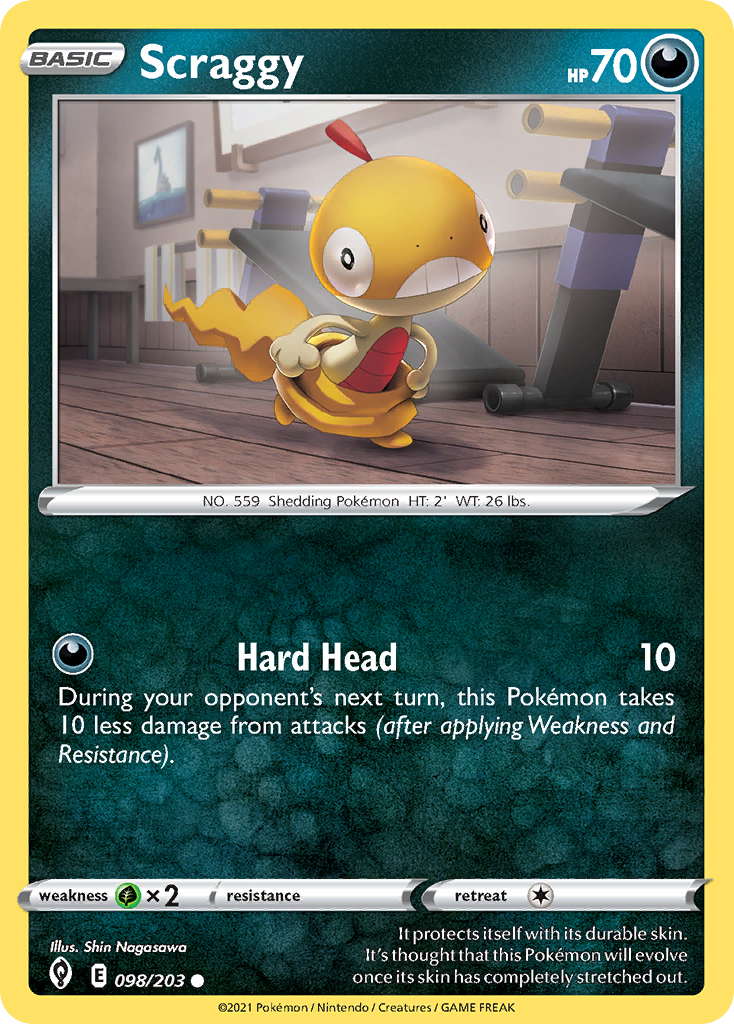 BASIC
Scraggy
HP 70
NO. 559 Shedding Pokémon HT: 2' WT: 26 lbs.
Hard Head 10
During your opponent's next turn, this Pokémon takes
10 less damage from attacks (after applying Weakness and
Resistance).
weakness ×2 resistance retreat
Illus. Shin Nagasawa
It protects itself with its durable skin.
It's thought that this Pokémon will evolve
once its skin has completely stretched out.
E 098/203
©2021 Pokémon / Nintendo / Creatures / GAME FREAK